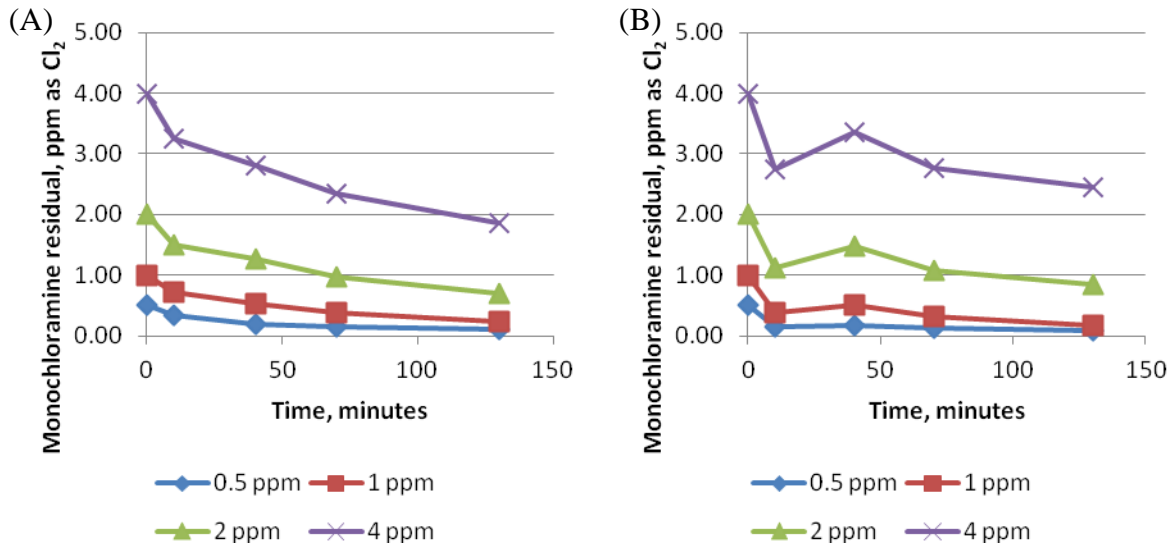 (A)
Monochloramine residual, ppm as Cl₂
5.00
4.00
3.00
2.00
1.00
0.00
0 50 100 150
Time, minutes
0.5 ppm 1 ppm
2 ppm 4 ppm
(B)
Monochloramine residual, ppm as Cl₂
5.00
4.00
3.00
2.00
1.00
0.00
0 50 100 150
Time, minutes
0.5 ppm 1 ppm
2 ppm 4 ppm